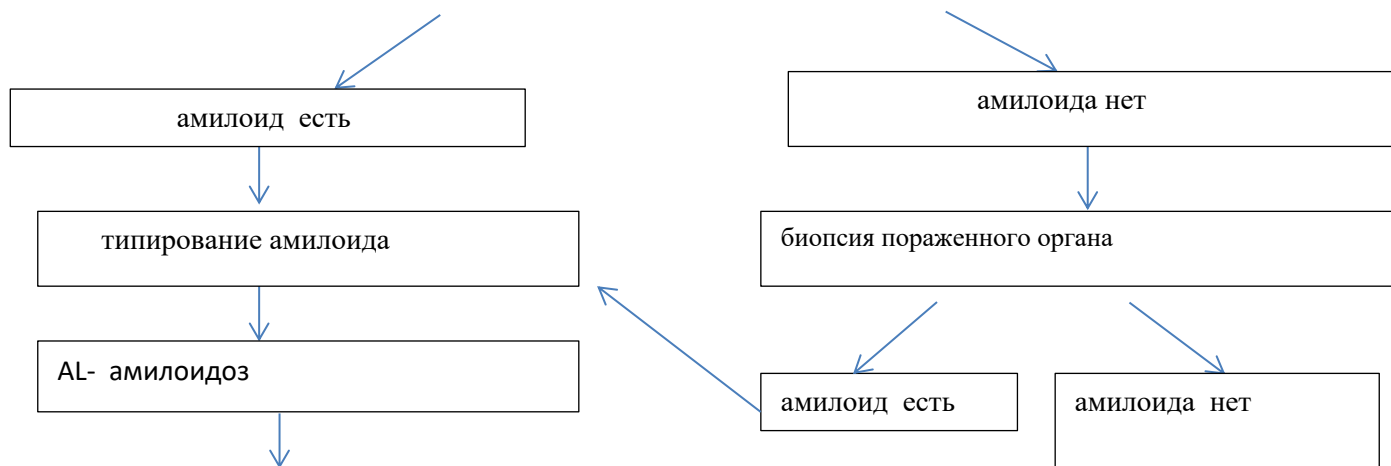 амилоид есть
амилоида нет
типирование амилоида
биопсия пораженного органа
AL- амилоидоз
амилоид есть
амилоида нет